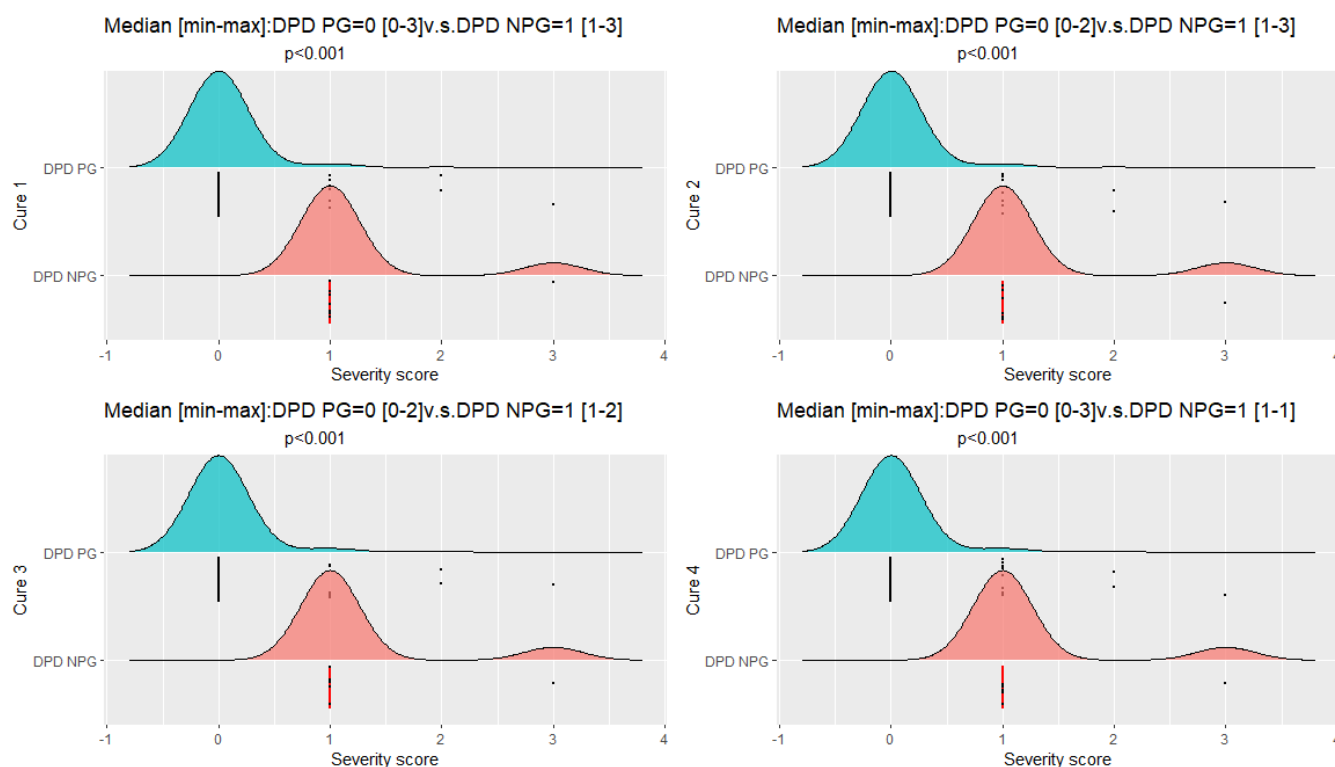 Median [min-max]:DPD PG=0 [0-3]v.s.DPD NPG=1 [1-3]
p<0.001
DPD PG
DPD NPG
Cure 1
-1 0 1 2 3 4
Severity score
Median [min-max]:DPD PG=0 [0-2]v.s.DPD NPG=1 [1-3]
p<0.001
DPD PG
DPD NPG
Cure 2
-1 0 1 2 3 4
Severity score
Median [min-max]:DPD PG=0 [0-2]v.s.DPD NPG=1 [1-2]
p<0.001
DPD PG
DPD NPG
Cure 3
-1 0 1 2 3 4
Severity score
Median [min-max]:DPD PG=0 [0-3]v.s.DPD NPG=1 [1-1]
p<0.001
DPD PG
DPD NPG
Cure 4
-1 0 1 2 3 4
Severity score